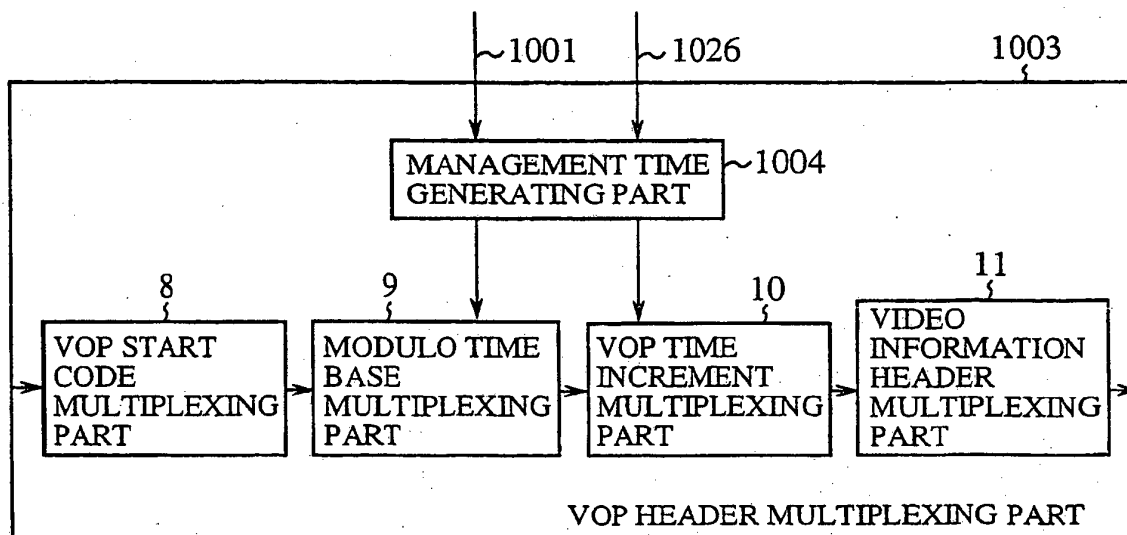 1001
1026
1003
MANAGEMENT TIME
GENERATING PART
1004
8
VOP START
CODE
MULTIPLEXING
PART
9
MODULO TIME
BASE
MULTIPLEXING
PART
10
VOP TIME
INCREMENT
MULTIPLEXING
PART
11
VIDEO
INFORMATION
HEADER
MULTIPLEXING
PART
VOP HEADER MULTIPLEXING PART